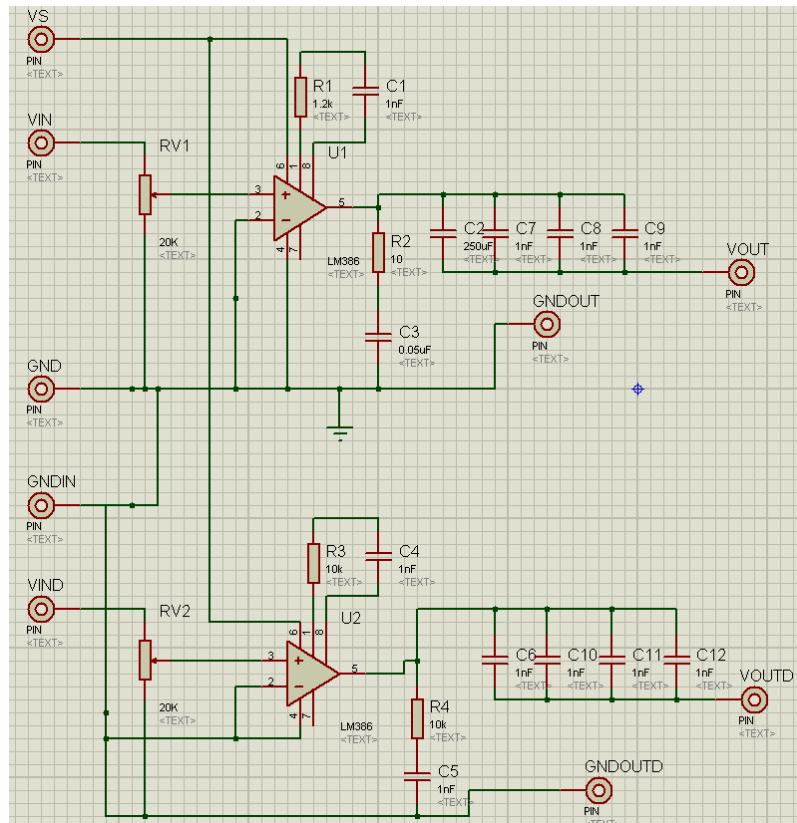 VS
PIN
<TEXT>
R1
1.2k
<TEXT>
C1
1nF
<TEXT>
VIN
PIN
<TEXT>
RV1
20K
<TEXT>
U1
6
1
8
3
2
5
4
7
LM386
<TEXT>
R2
10
<TEXT>
C3
0.05uF
<TEXT>
C2
250uF
<TEXT>
C7
1nF
<TEXT>
C8
1nF
<TEXT>
C9
1nF
<TEXT>
VOUT
PIN
<TEXT>
GNDOUT
PIN
<TEXT>
GND
PIN
<TEXT>
GNDIN
PIN
<TEXT>
R3
10k
<TEXT>
C4
1nF
<TEXT>
VIND
PIN
<TEXT>
RV2
20K
<TEXT>
U2
6
1
8
3
2
5
4
7
LM386
<TEXT>
R4
10k
<TEXT>
C5
1nF
<TEXT>
C6
1nF
<TEXT>
C10
1nF
<TEXT>
C11
1nF
<TEXT>
C12
1nF
<TEXT>
VOUTD
PIN
<TEXT>
GNDOUTD
PIN
<TEXT>